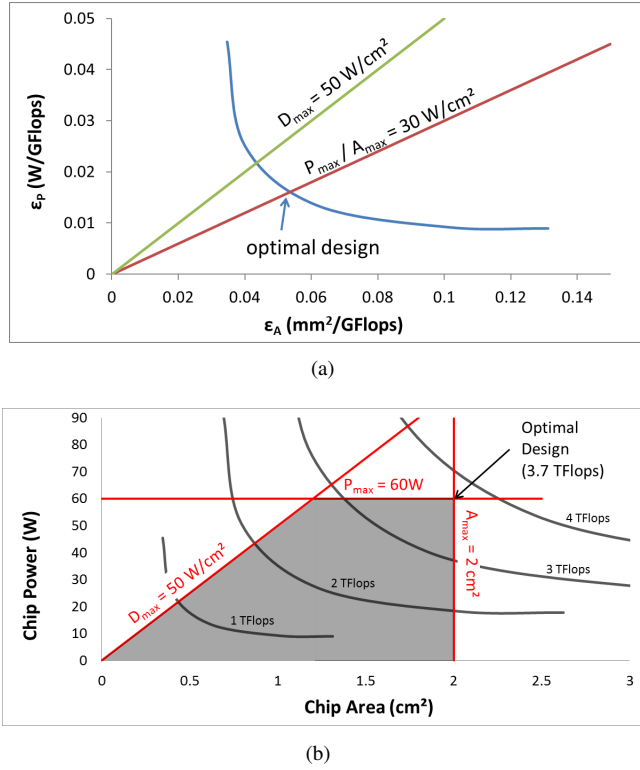 0.05
0.04
0.03
0.02
0.01
0
εP (W/GFlops)
Dmax = 50 W/cm²
Pmax / Amax = 30 W/cm²
optimal design
0 0.02 0.04 0.06 0.08 0.1 0.12 0.14
εA (mm²/GFlops)
(a)
90
80
70
60
50
40
30
20
10
0
Chip Power (W)
Optimal
Design
(3.7 TFlops)
Pmax = 60W
Dmax = 50 W/cm²
Amax = 2 cm²
4 TFlops
3 TFlops
2 TFlops
1 TFlops
0 0.5 1 1.5 2 2.5 3
Chip Area (cm²)
(b)